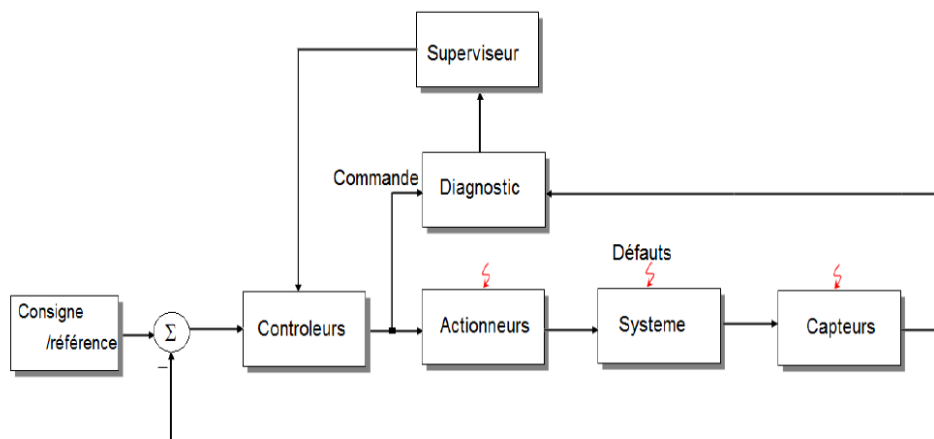 Superviseur
Commande
Diagnostic
Défauts
Consigne
/référence
Σ
−
Controleurs
Actionneurs
Systeme
Capteurs